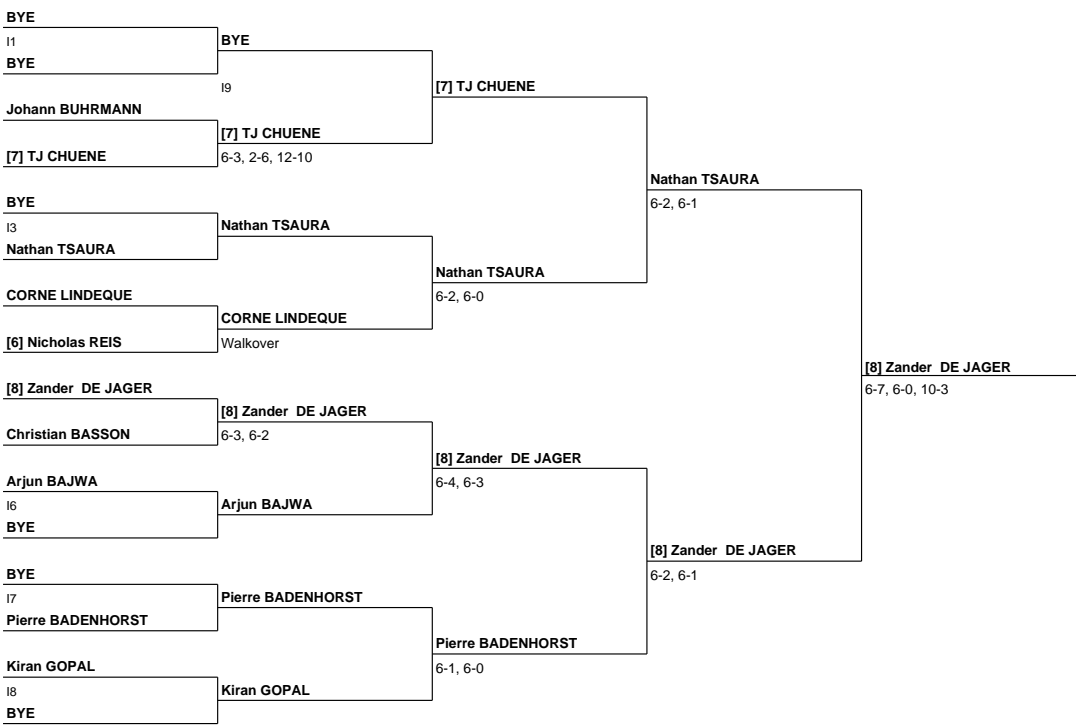 BYE
I1
BYE
Johann BUHRMANN
[7] TJ CHUENE
BYE
I3
Nathan TSAURA
CORNE LINDEQUE
[6] Nicholas REIS
[8] Zander  DE JAGER
Christian BASSON
Arjun BAJWA
I6
BYE
BYE
I7
Pierre BADENHORST
Kiran GOPAL
I8
BYE
BYE
I9
[7] TJ CHUENE
6-3, 2-6, 12-10
Nathan TSAURA
CORNE LINDEQUE
Walkover
[8] Zander  DE JAGER
6-3, 6-2
Arjun BAJWA
Pierre BADENHORST
Kiran GOPAL
[7] TJ CHUENE
Nathan TSAURA
6-2, 6-0
[8] Zander  DE JAGER
6-4, 6-3
Pierre BADENHORST
6-1, 6-0
Nathan TSAURA
6-2, 6-1
[8] Zander  DE JAGER
6-2, 6-1
[8] Zander  DE JAGER
6-7, 6-0, 10-3